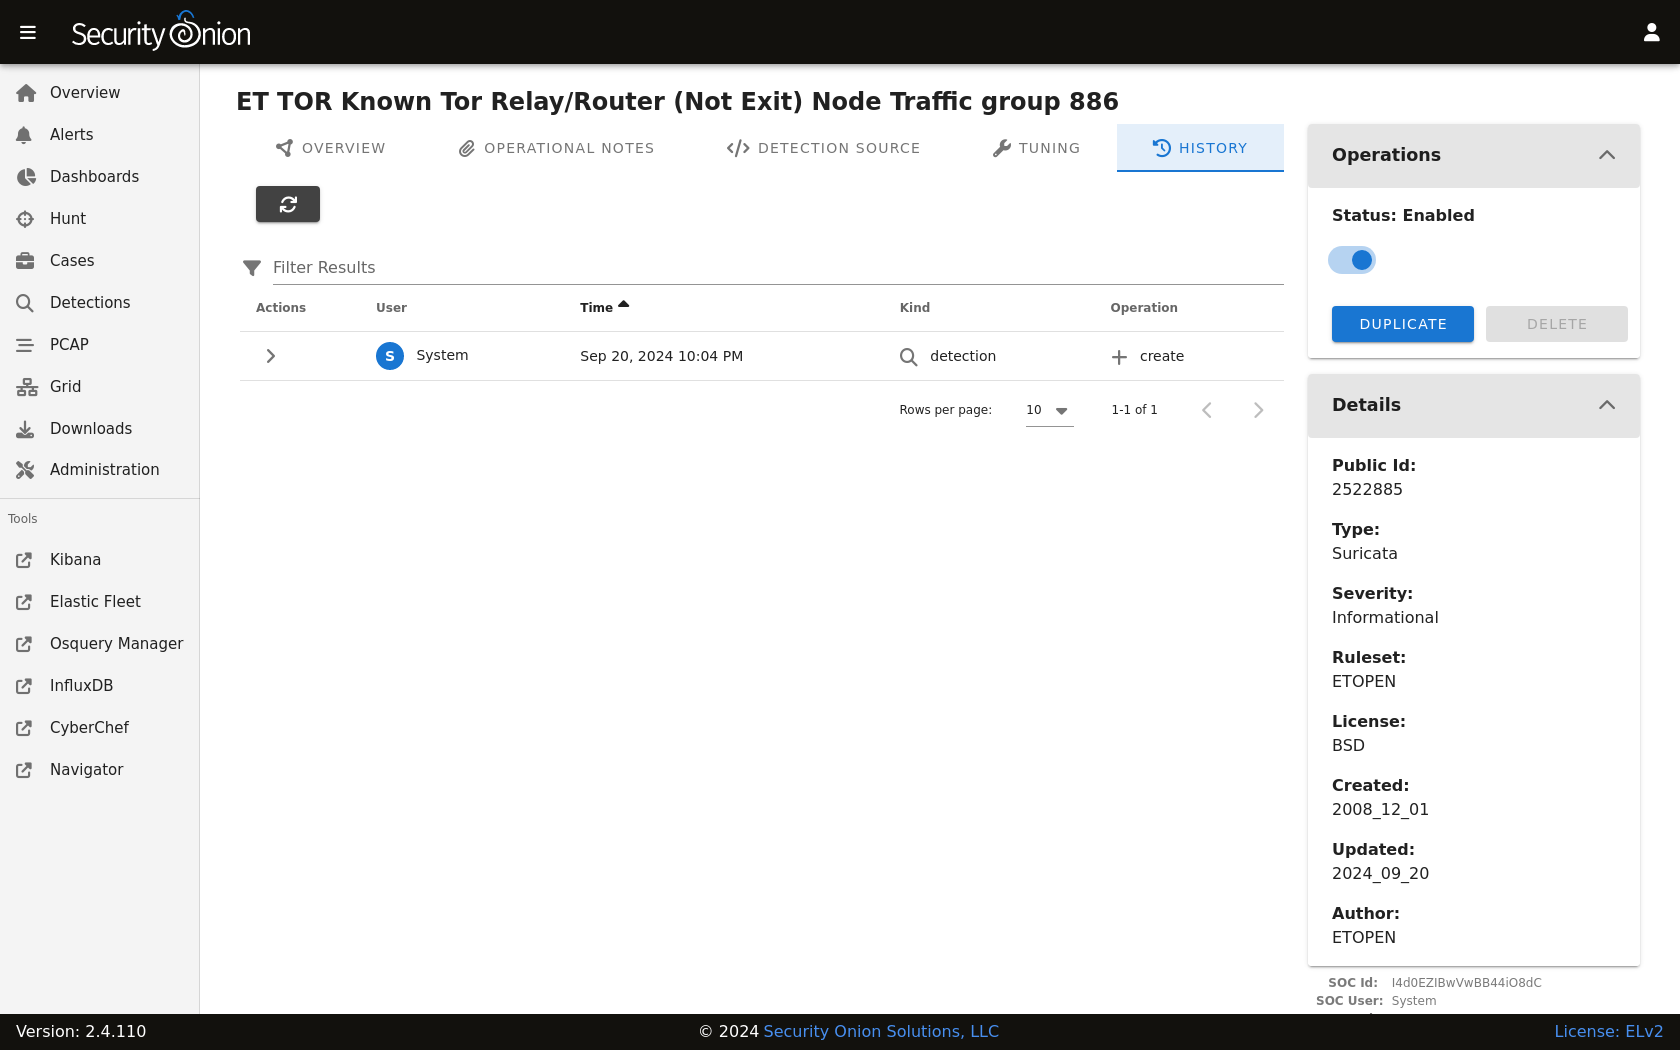 Security Onion
Overview
Alerts
Dashboards
Hunt
Cases
Detections
PCAP
Grid
Downloads
Administration
Tools
Kibana
Elastic Fleet
Osquery Manager
InfluxDB
CyberChef
Navigator
ET TOR Known Tor Relay/Router (Not Exit) Node Traffic group 886
OVERVIEW OPERATIONAL NOTES DETECTION SOURCE TUNING HISTORY
Filter Results
Actions User Time Kind Operation
S System Sep 20, 2024 10:04 PM detection create
Rows per page: 10 1-1 of 1
Operations
Status: Enabled
DUPLICATE DELETE
Details
Public Id:
2522885
Type:
Suricata
Severity:
Informational
Ruleset:
ETOPEN
License:
BSD
Created:
2008_12_01
Updated:
2024_09_20
Author:
ETOPEN
SOC Id: I4d0EZIBwVwBB44iO8dC
SOC User: System
Version: 2.4.110 © 2024 Security Onion Solutions, LLC License: ELv2